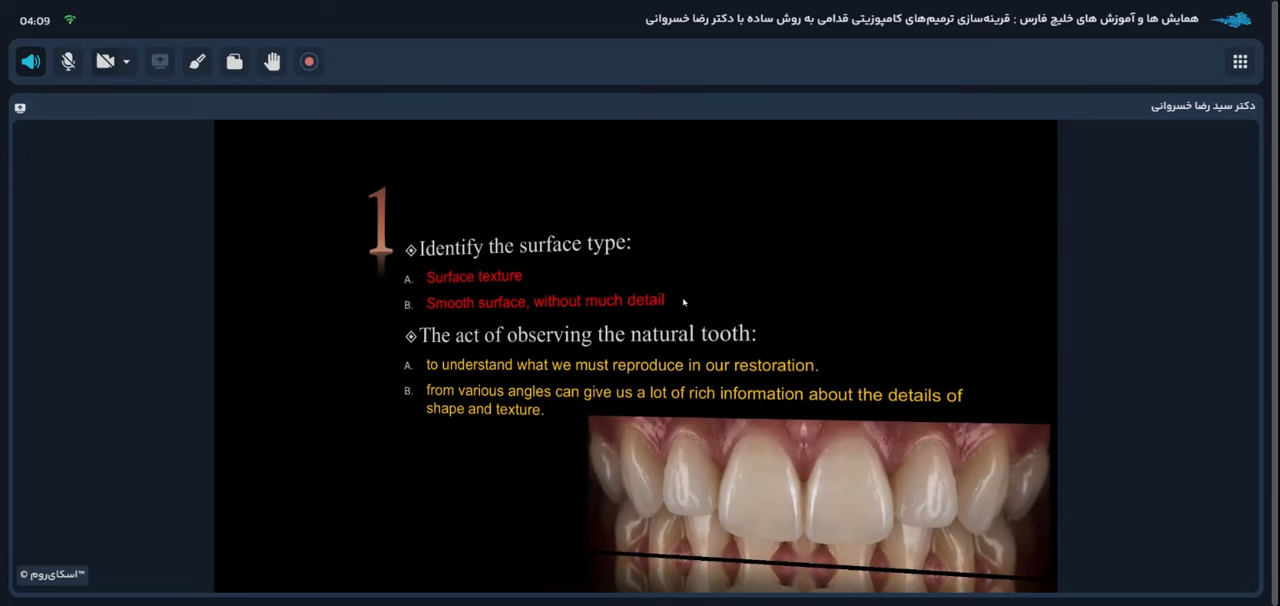 04:09
همایش ها و آموزش های خلیج فارس : قرینه‌سازی ترمیم‌های کامپوزیتی قدامی به روش ساده با دکتر رضا خسروانی
دکتر سید رضا خسروانی
1
Identify the surface type:
A. Surface texture
B. Smooth surface, without much detail
The act of observing the natural tooth:
A. to understand what we must reproduce in our restoration.
B. from various angles can give us a lot of rich information about the details of
shape and texture.
© اسکای‌روم™